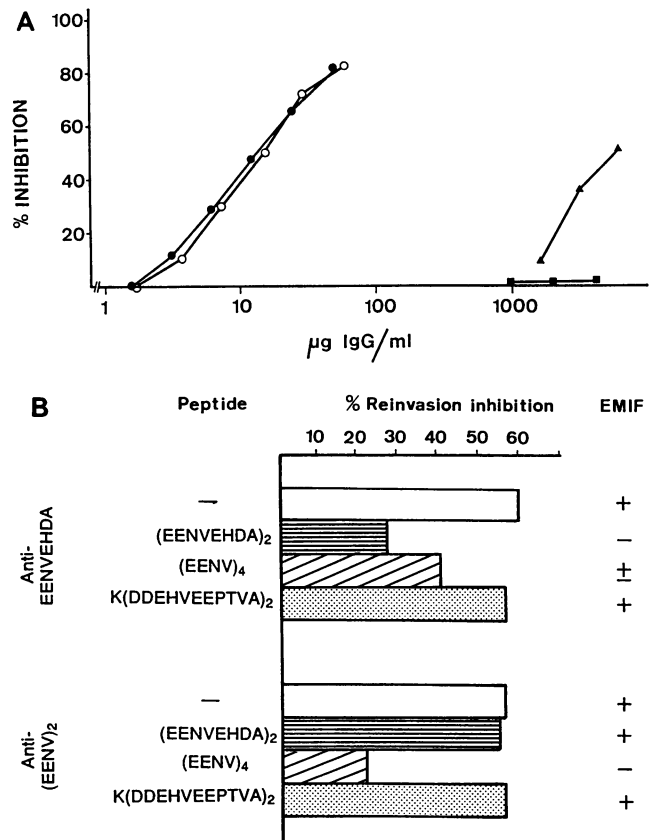 A
% INHIBITION
100
80
60
40
20
1
10
100
1000
µg IgG/ml
B
Peptide
% Reinvasion inhibition
EMIF
10 20 30 40 50 60
Anti-
EENVEHDA
— +
(EENVEHDA)₂ −
(EENV)₄ ±
K(DDEHVEEPTVA)₂ +
Anti-
(EENV)₂
— +
(EENVEHDA)₂ +
(EENV)₄ −
K(DDEHVEEPTVA)₂ +